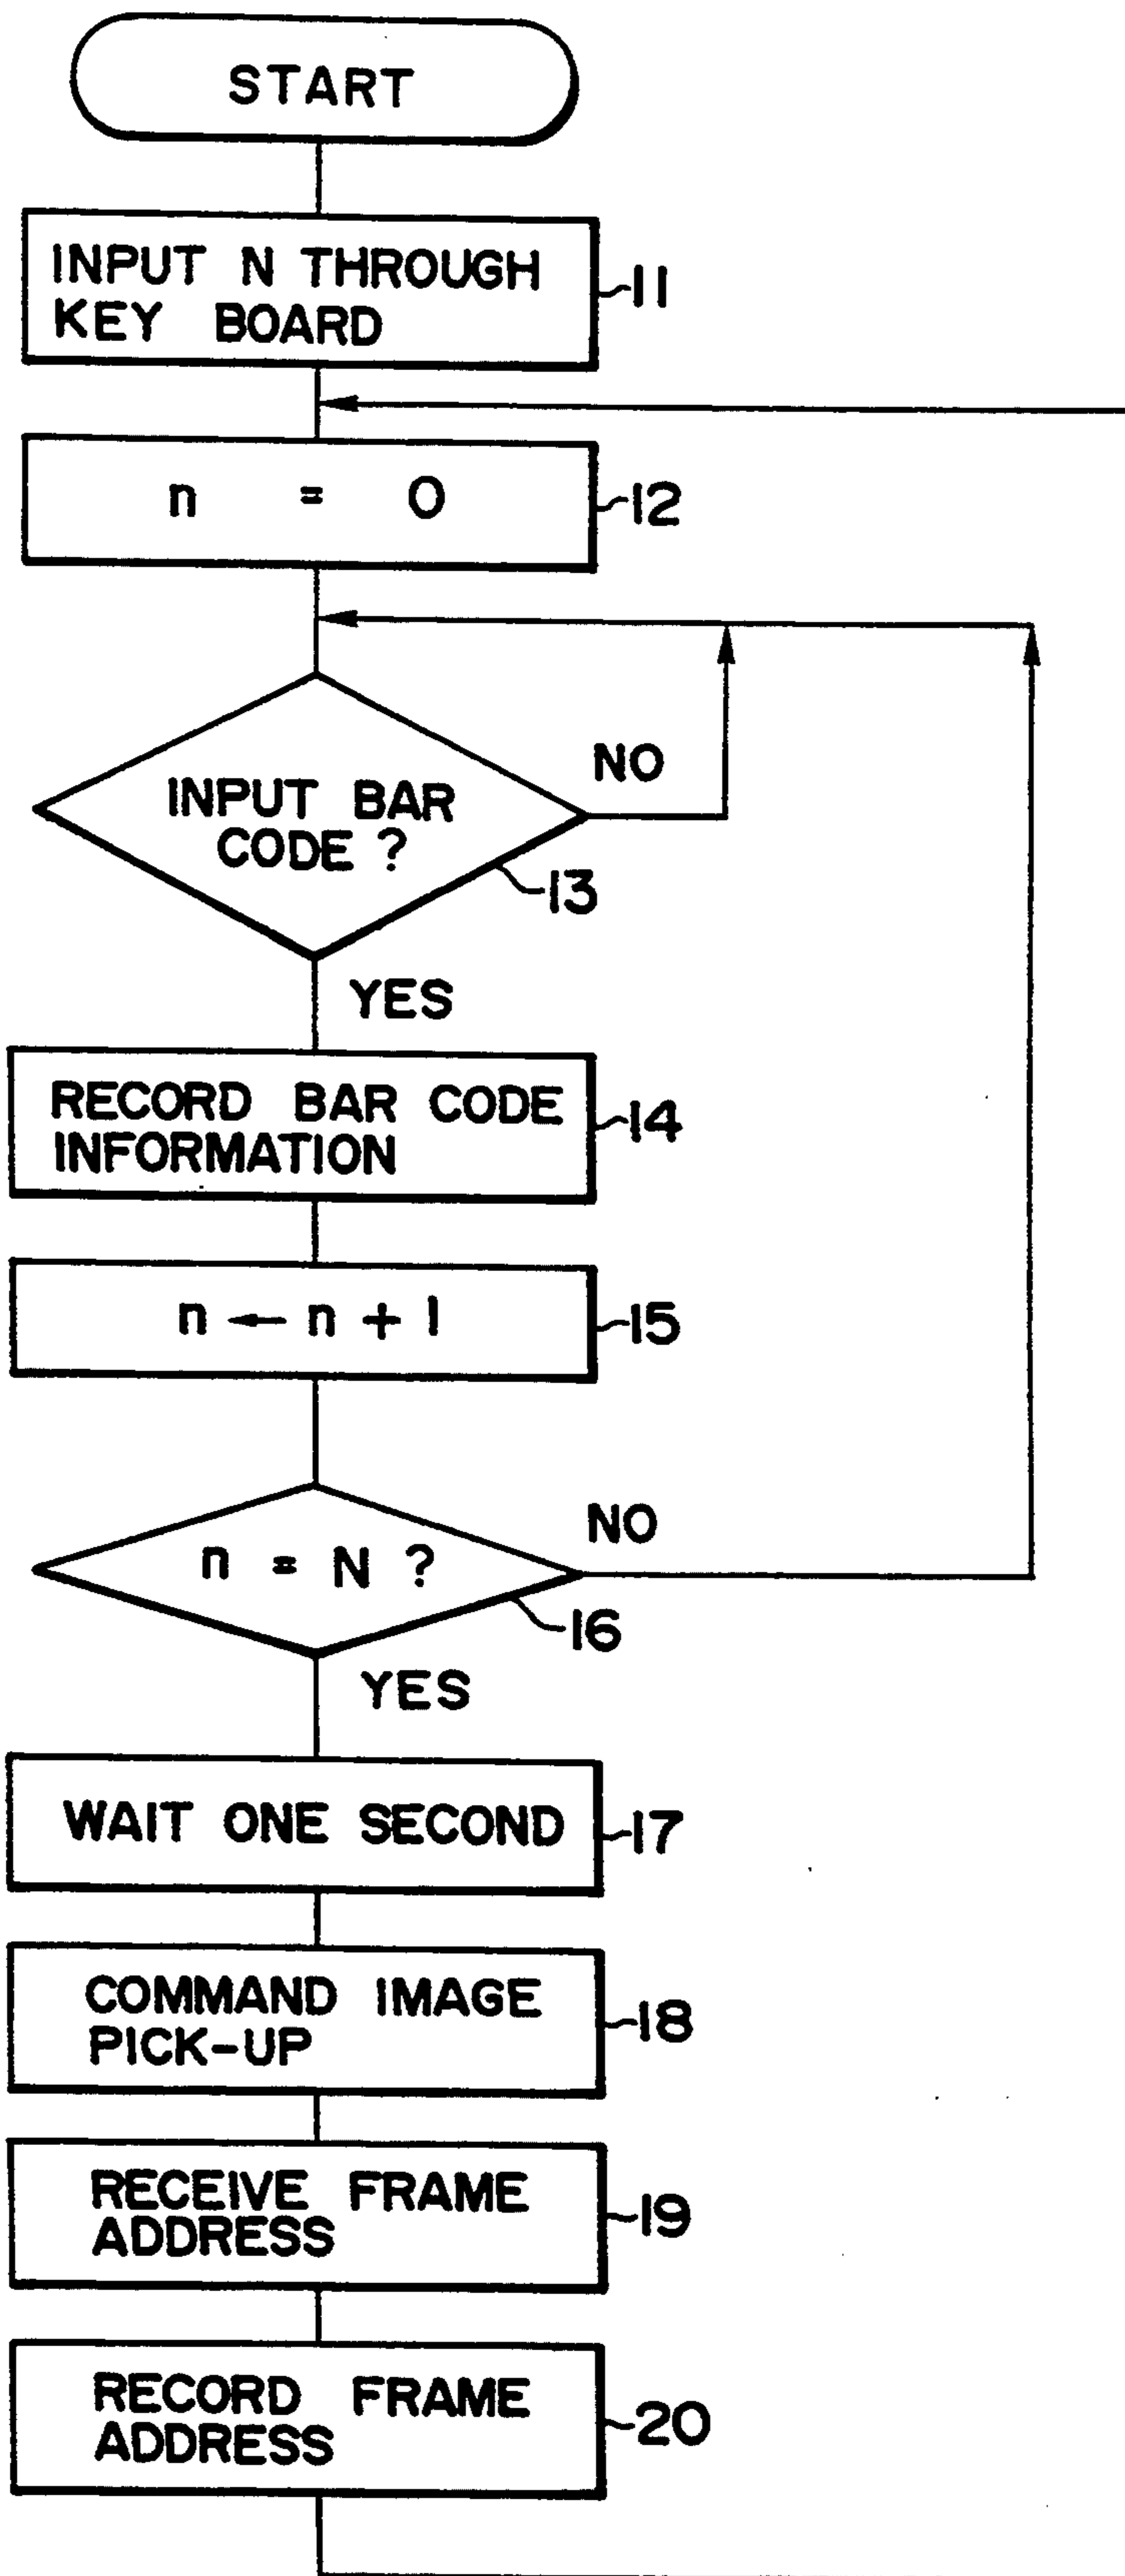 START
INPUT N THROUGH
KEY BOARD
11
n = 0
12
NO
INPUT BAR
CODE ?
13
YES
RECORD BAR CODE
INFORMATION
14
n ← n + 1
15
NO
n = N ?
16
YES
WAIT ONE SECOND
17
COMMAND IMAGE
PICK-UP
18
RECEIVE FRAME
ADDRESS
19
RECORD FRAME
ADDRESS
20